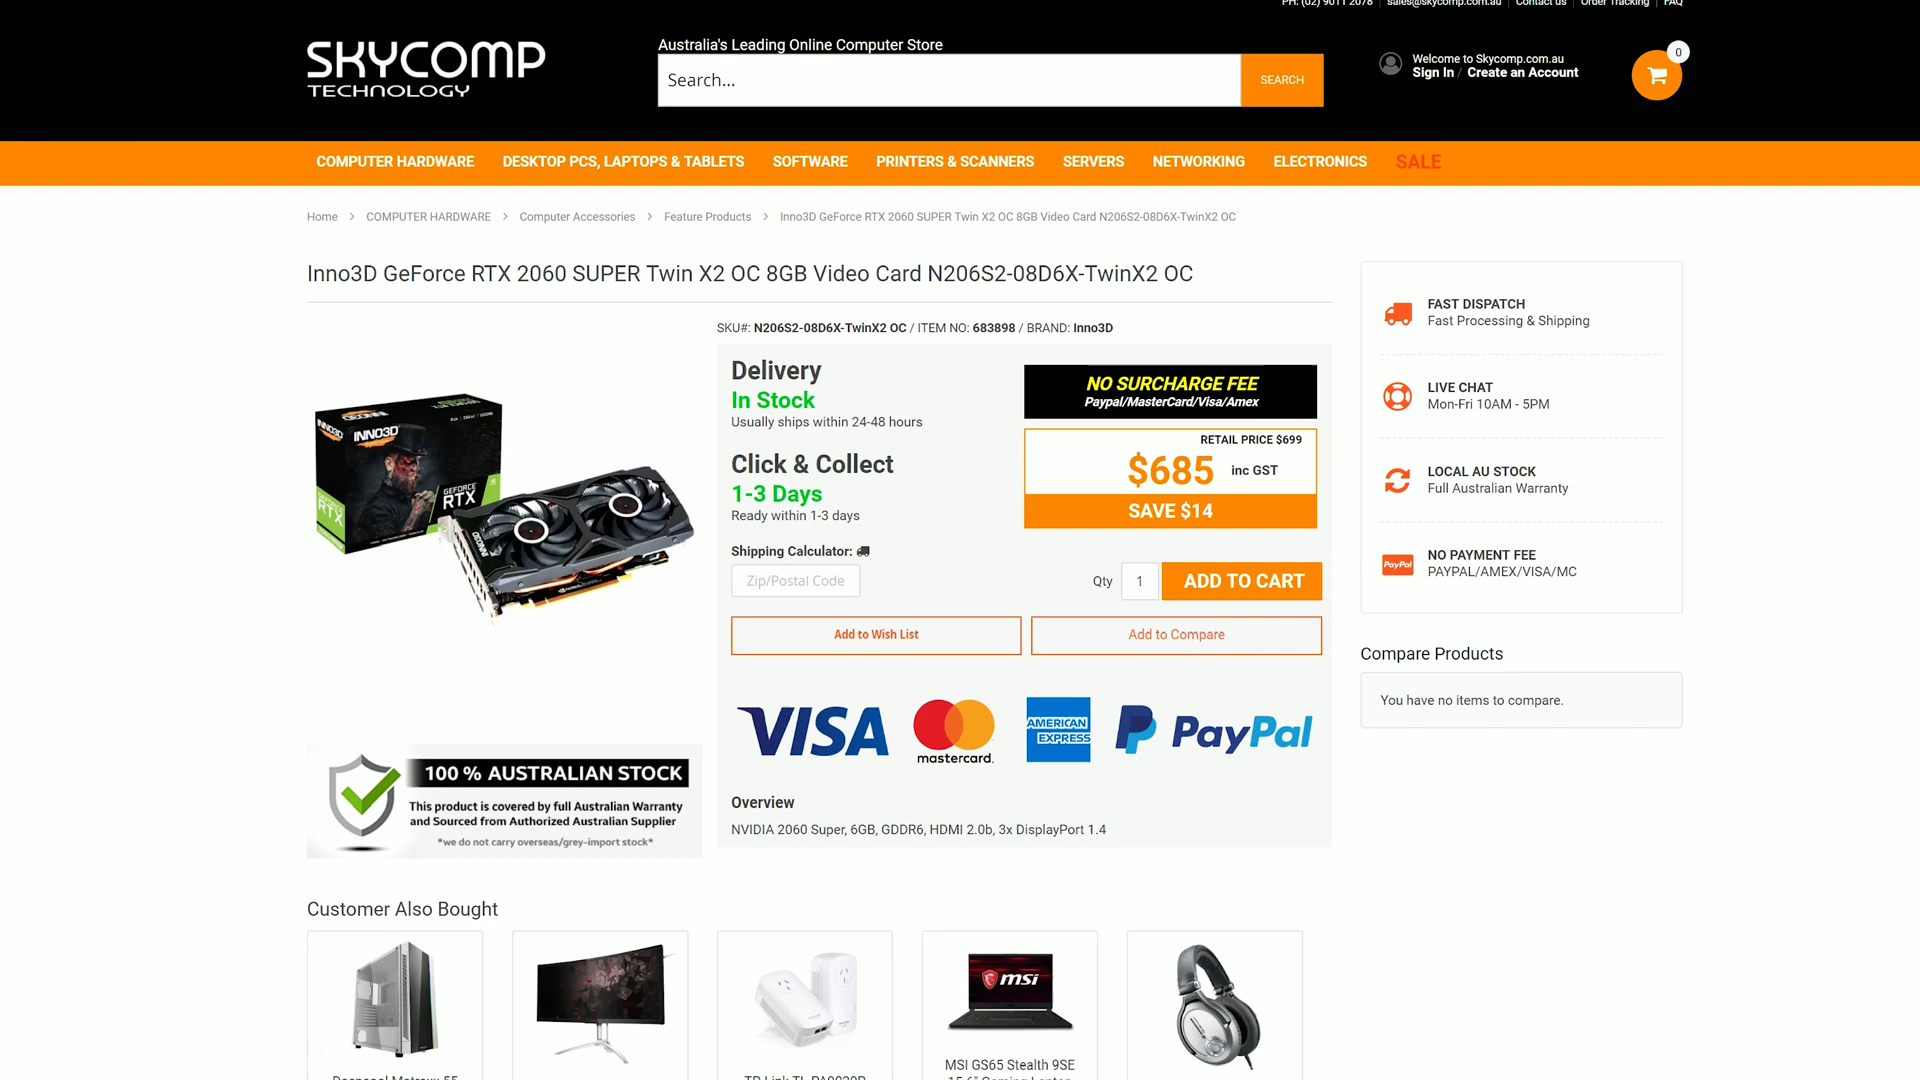 PH: (02) 9011 2078 | sales@skycomp.com.au | Contact us | Order Tracking | FAQ
SKYCOMP
TECHNOLOGY
Australia's Leading Online Computer Store
Search...
SEARCH
Welcome to Skycomp.com.au
Sign In / Create an Account
0
COMPUTER HARDWARE DESKTOP PCS, LAPTOPS & TABLETS SOFTWARE PRINTERS & SCANNERS SERVERS NETWORKING ELECTRONICS SALE
Home > COMPUTER HARDWARE > Computer Accessories > Feature Products > Inno3D GeForce RTX 2060 SUPER Twin X2 OC 8GB Video Card N206S2-08D6X-TwinX2 OC
Inno3D GeForce RTX 2060 SUPER Twin X2 OC 8GB Video Card N206S2-08D6X-TwinX2 OC
SKU#: N206S2-08D6X-TwinX2 OC / ITEM NO: 683898 / BRAND: Inno3D
INNO3D
INNO3D
GEFORCE
RTX
GEFORCE
RTX
INNO3D
Delivery
In Stock
Usually ships within 24-48 hours
Click & Collect
1-3 Days
Ready within 1-3 days
Shipping Calculator:
Zip/Postal Code
NO SURCHARGE FEE
Paypal/MasterCard/Visa/Amex
RETAIL PRICE $699
$685 inc GST
SAVE $14
Qty 1 ADD TO CART
Add to Wish List
Add to Compare
VISA
mastercard.
AMERICAN
EXPRESS
PayPal
Overview
NVIDIA 2060 Super, 6GB, GDDR6, HDMI 2.0b, 3x DisplayPort 1.4
100 % AUSTRALIAN STOCK
This product is covered by full Australian Warranty
and Sourced from Authorized Australian Supplier
*we do not carry overseas/grey-import stock*
FAST DISPATCH
Fast Processing & Shipping
LIVE CHAT
Mon-Fri 10AM - 5PM
LOCAL AU STOCK
Full Australian Warranty
PayPal
NO PAYMENT FEE
PAYPAL/AMEX/VISA/MC
Compare Products
You have no items to compare.
Customer Also Bought
msi
Deepcool Matrexx 55
TP-Link TL-PA9020P
MSI GS65 Stealth 9SE
15.6" Gaming Laptop